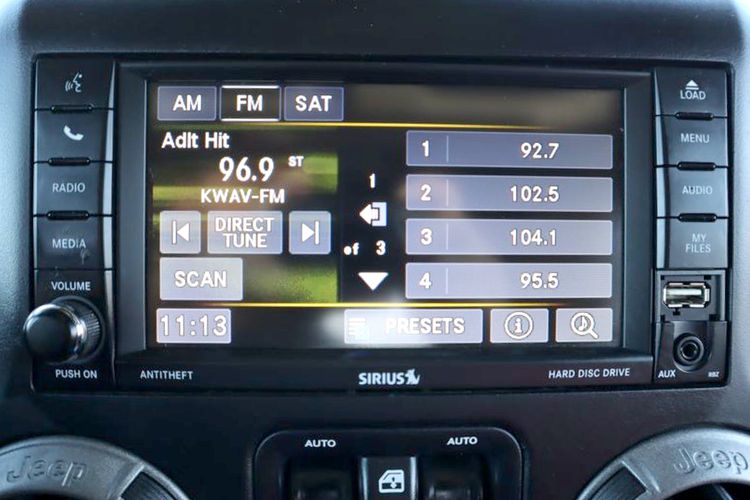 AM FM SAT
Adlt Hit
96.9 ST
KWAV-FM
DIRECT
TUNE
SCAN
11:13
1
of 3
1 92.7
2 102.5
3 104.1
4 95.5
PRESETS
RADIO
MEDIA
VOLUME
PUSH ON
LOAD
MENU
AUDIO
MY
FILES
AUX
RBZ
ANTITHEFT
SIRIUS
HARD DISC DRIVE
AUTO
AUTO
Jeep
Jeep